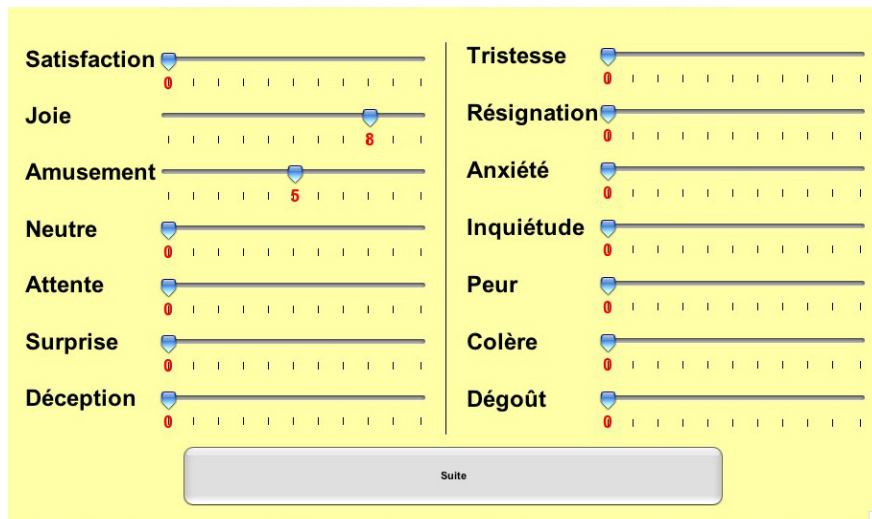 Satisfaction
0
Joie
8
Amusement
5
Neutre
0
Attente
0
Surprise
0
Déception
0
Tristesse
0
Résignation
0
Anxiété
0
Inquiétude
0
Peur
0
Colère
0
Dégoût
0
Suite